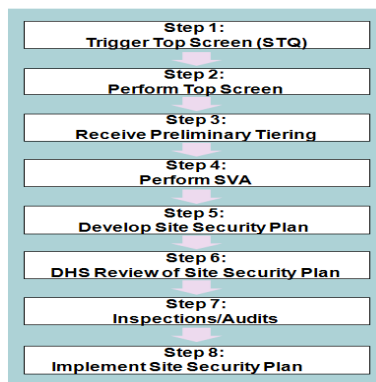 Step 1:
Trigger Top Screen (STQ)
Step 2:
Perform Top Screen
Step 3:
Receive Preliminary Tiering
Step 4:
Perform SVA
Step 5:
Develop Site Security Plan
Step 6:
DHS Review of Site Security Plan
Step 7:
Inspections/Audits
Step 8:
Implement Site Security Plan